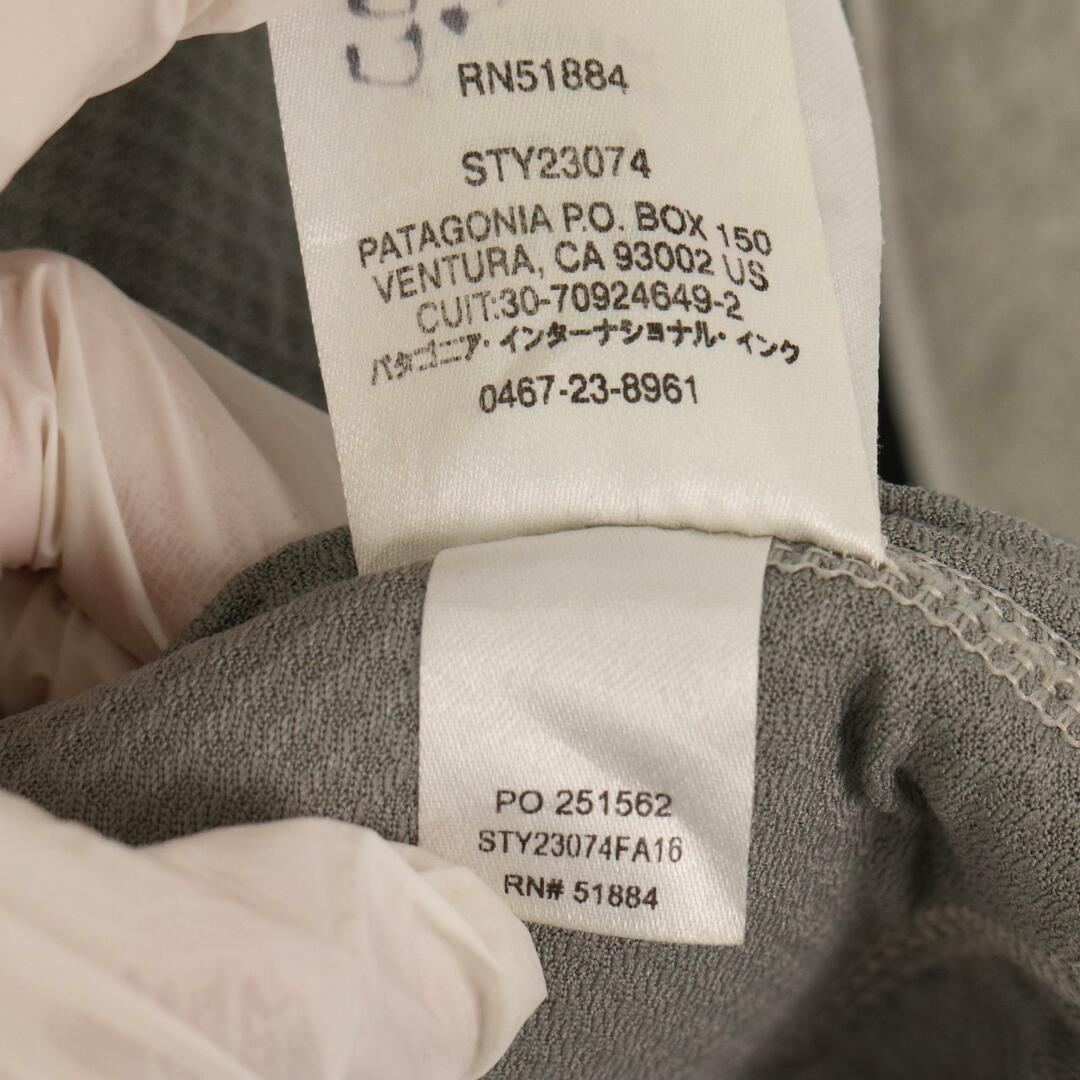 RN51884
STY23074
PATAGONIA P.O. BOX 150
VENTURA, CA 93002 US
CUIT:30-70924649-2
パタゴニア・インターナショナル・インク
0467-23-8961
PO 251562
STY23074FA16
RN# 51884